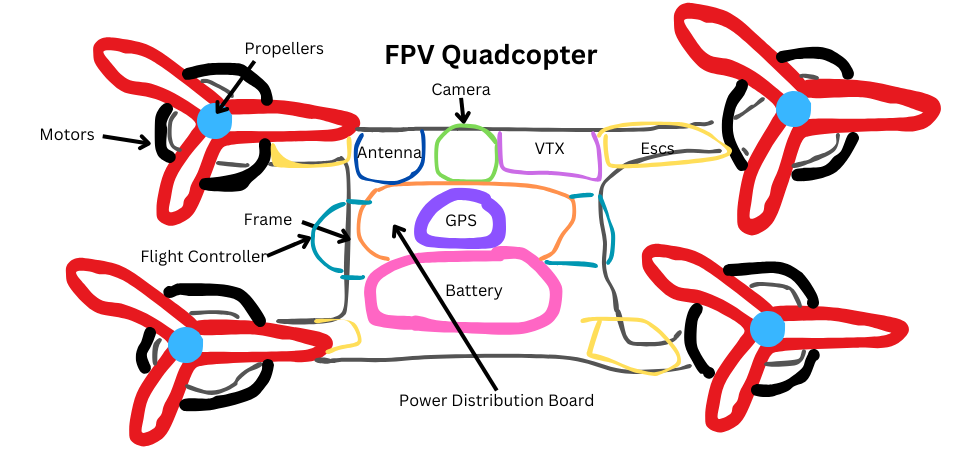 Propellers
FPV Quadcopter
Camera
Motors
Antenna
VTX
Escs
Frame
GPS
Flight Controller
Battery
Power Distribution Board